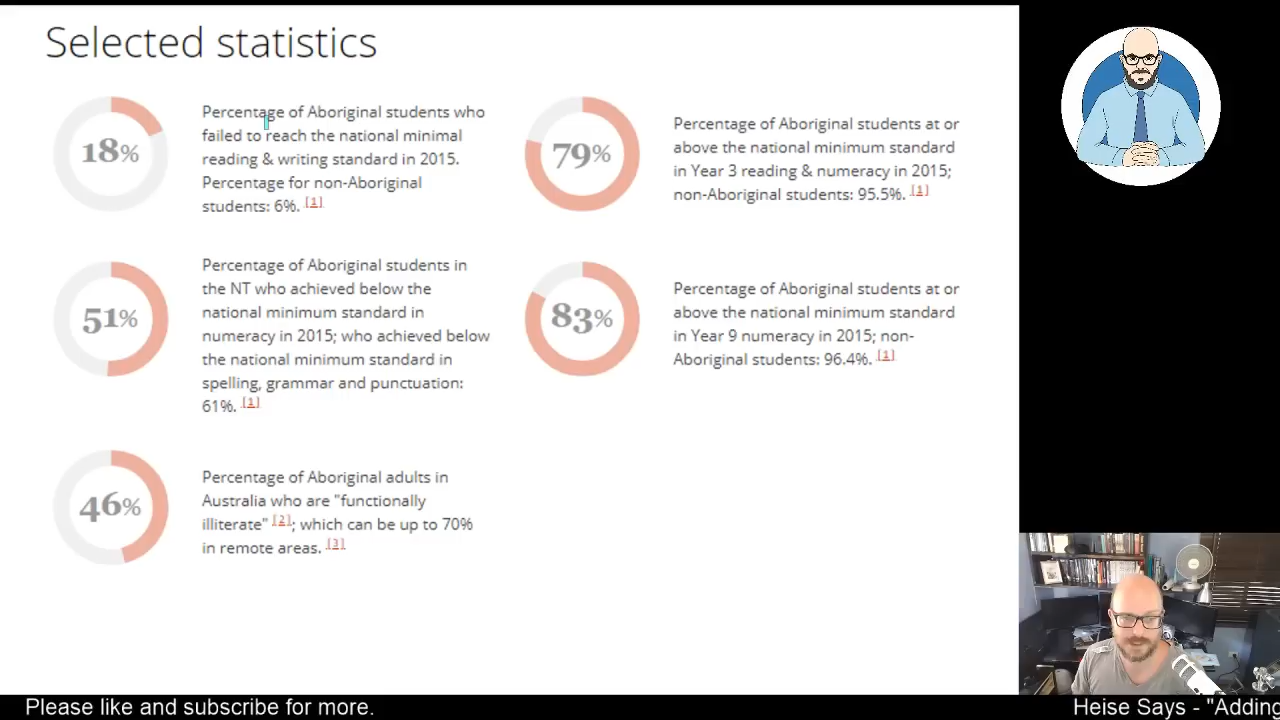 Selected statistics
18%
Percentage of Aboriginal students who
failed to reach the national minimal
reading & writing standard in 2015.
Percentage for non-Aboriginal
students: 6%. [1]
79%
Percentage of Aboriginal students at or
above the national minimum standard
in Year 3 reading & numeracy in 2015;
non-Aboriginal students: 95.5%. [1]
51%
Percentage of Aboriginal students in
the NT who achieved below the
national minimum standard in
numeracy in 2015; who achieved below
the national minimum standard in
spelling, grammar and punctuation:
61%. [1]
83%
Percentage of Aboriginal students at or
above the national minimum standard
in Year 9 numeracy in 2015; non-
Aboriginal students: 96.4%. [1]
46%
Percentage of Aboriginal adults in
Australia who are "functionally
illiterate" [2]; which can be up to 70%
in remote areas. [3]
Please like and subscribe for more.
Heise Says - "Adding